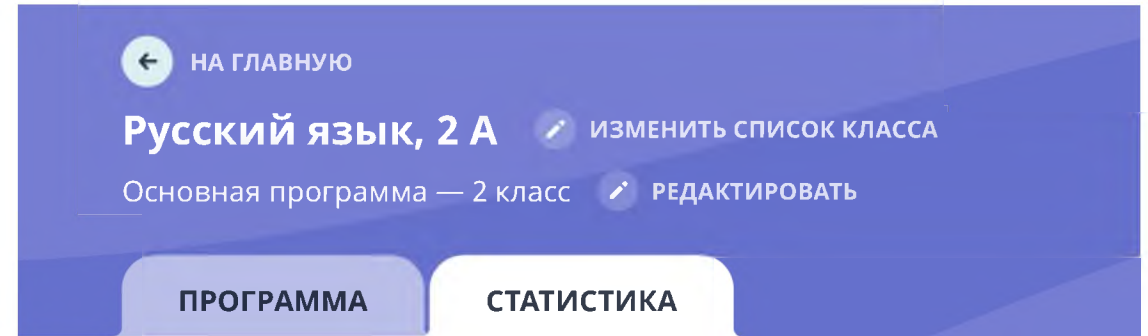 НА ГЛАВНУЮ
Русский язык, 2 А ИЗМЕНИТЬ СПИСОК КЛАССА
Основная программа — 2 класс РЕДАКТИРОВАТЬ
ПРОГРАММА СТАТИСТИКА